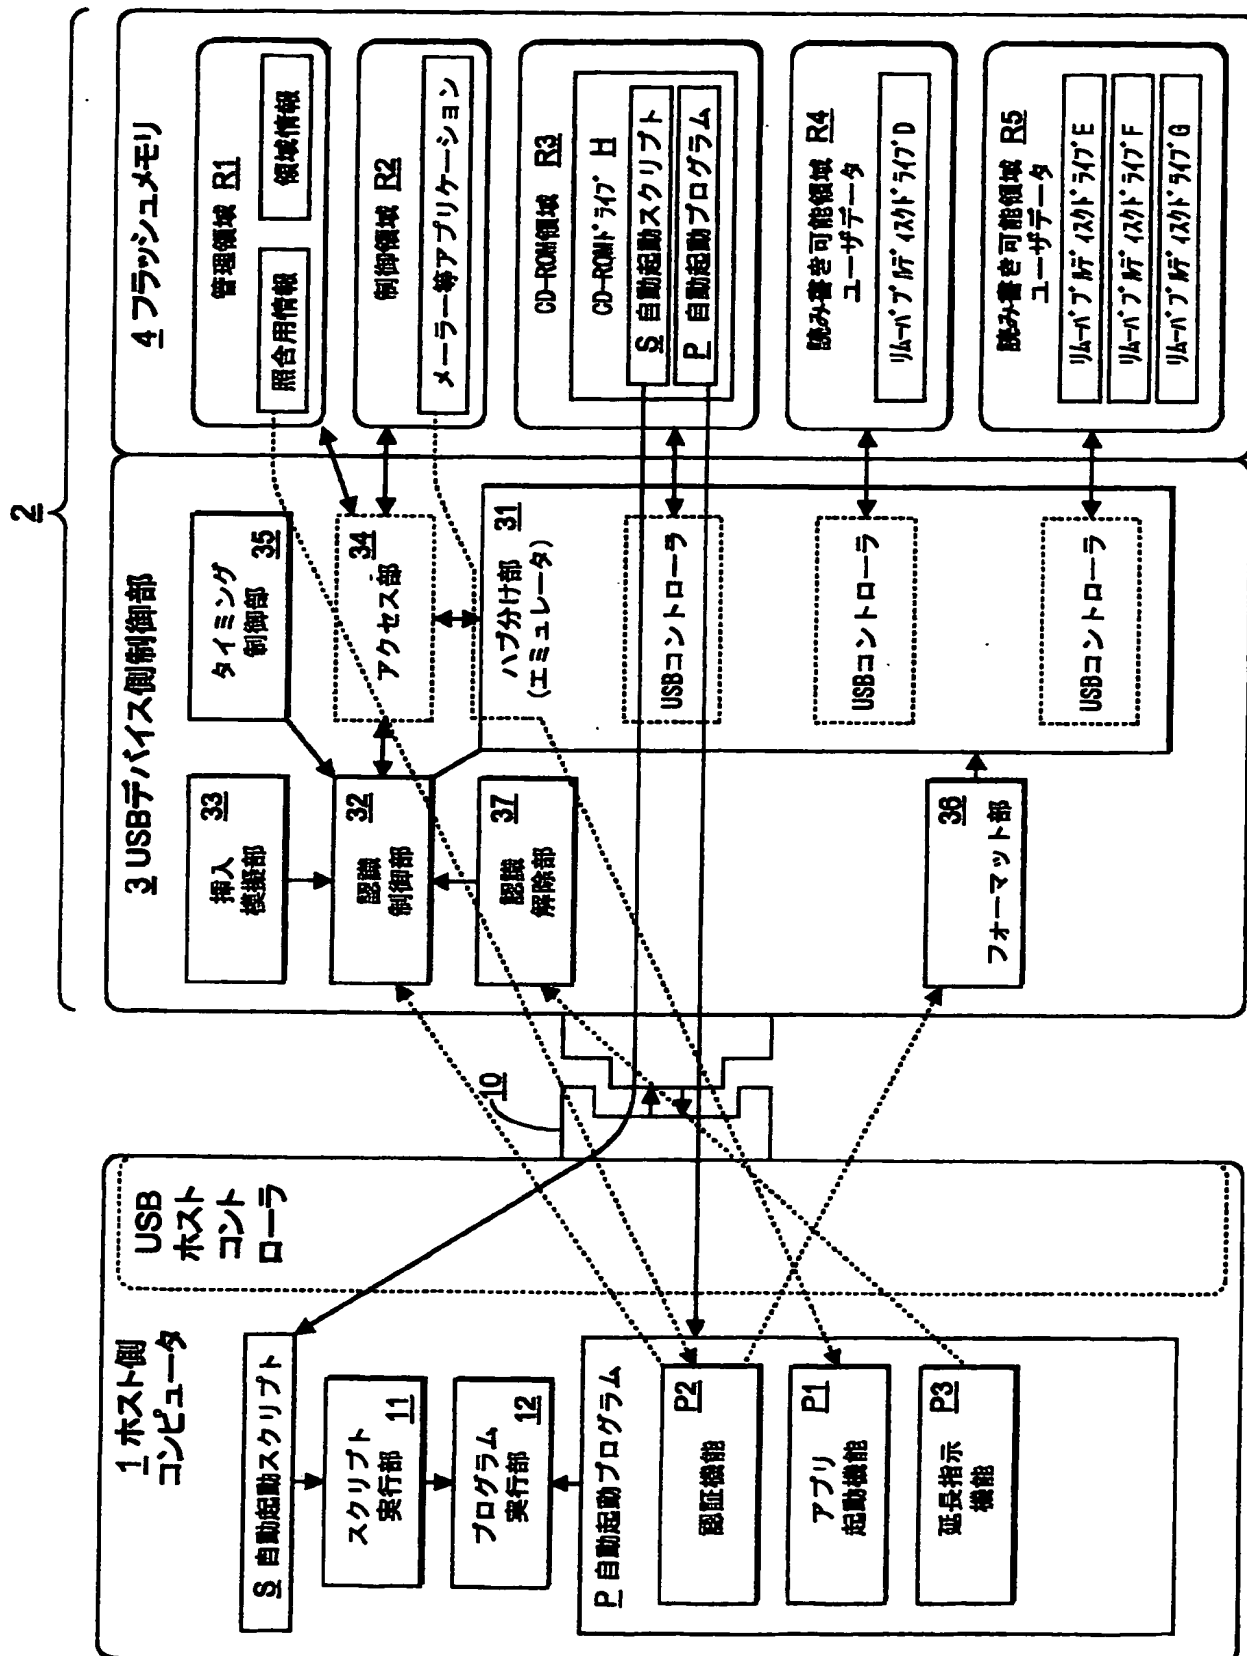 2
1 ホスト側
コンピュータ
S 自動起動スクリプト
スクリプト
実行部 11
プログラム
実行部 12
P 自動起動プログラム
認証機能 P2
アプリ
起動機能 P1
延長指示
機能 P3
USB
ホスト
コント
ローラ
10
3 USBデバイス側制御部
挿入
模擬部 33
タイミング
制御部 35
認識
制御部 32
アクセス部 34
認識
解除部 37
ハブ分け部 31
(エミュレータ)
USBコントローラ
USBコントローラ
USBコントローラ
フォーマット部 36
4 フラッシュメモリ
管理領域 R1
照合用情報
領域情報
制御領域 R2
メーラー等アプリケーション
CD-ROM領域 R3
CD-ROMドライブ H
S 自動起動スクリプト
P 自動起動プログラム
読み書き可能領域 R4
ユーザデータ
リムーバブルディスクドライブD
読み書き可能領域 R5
ユーザデータ
リムーバブルディスクドライブE
リムーバブルディスクドライブF
リムーバブルディスクドライブG